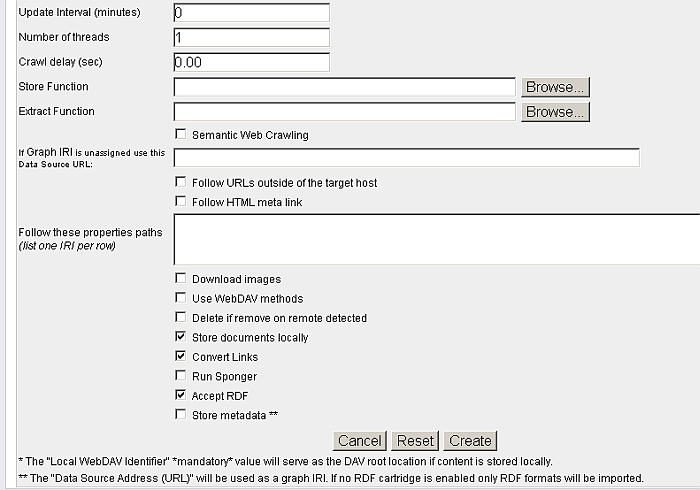 Update Interval (minutes) 0
Number of threads 1
Crawl delay (sec) 0.00
Store Function Browse...
Extract Function Browse...
Semantic Web Crawling
If Graph IRI is unassigned use this
Data Source URL:
Follow URLs outside of the target host
Follow HTML meta link
Follow these properties paths
(list one IRI per row)
Download images
Use WebDAV methods
Delete if remove on remote detected
Store documents locally
Convert Links
Run Sponger
Accept RDF
Store metadata **
Cancel Reset Create
* The "Local WebDAV Identifier" *mandatory* value will serve as the DAV root location if content is stored locally.
** The "Data Source Address (URL)" will be used as a graph IRI. If no RDF cartridge is enabled only RDF formats will be imported.